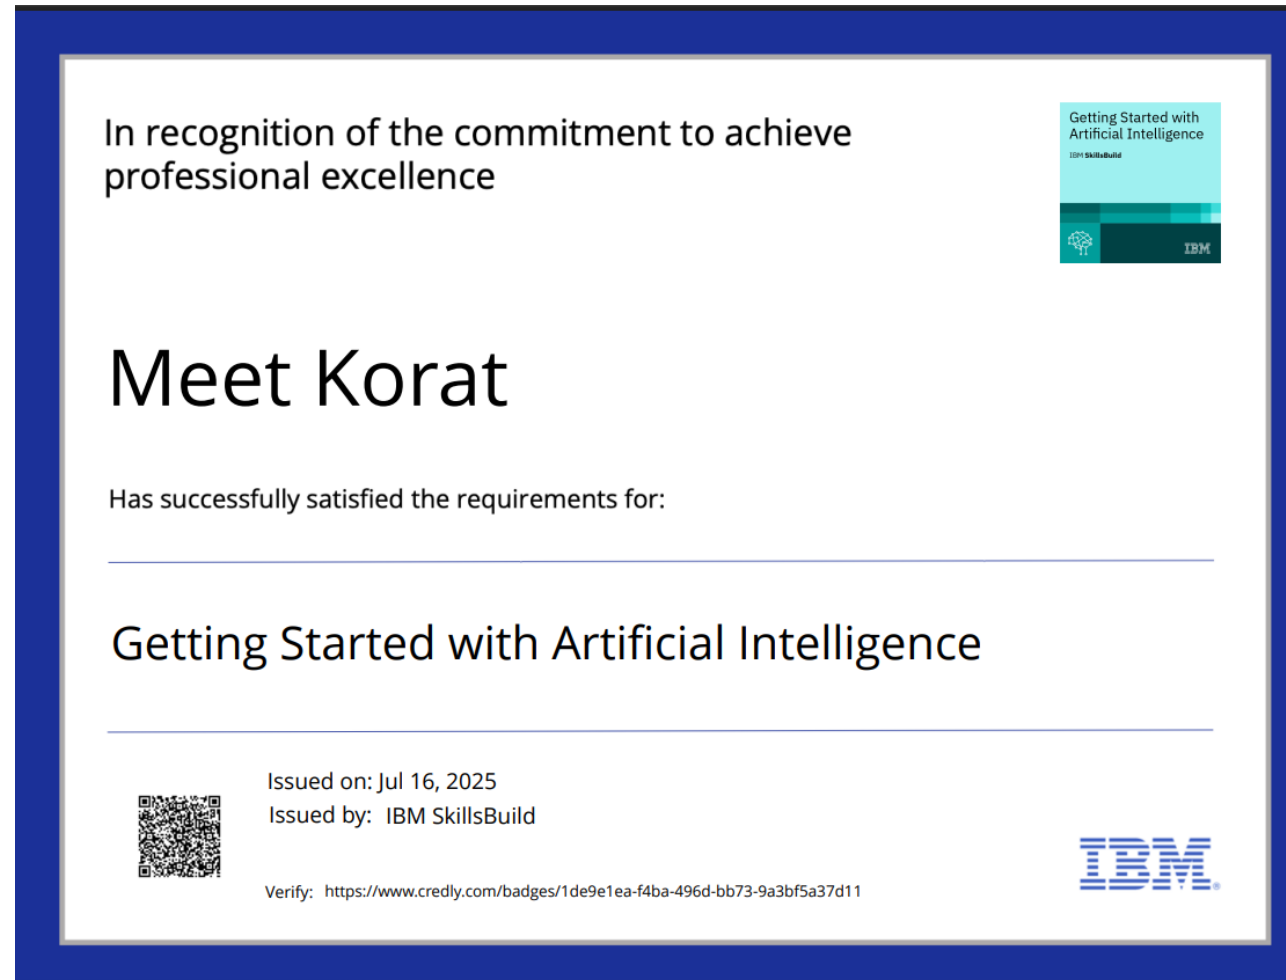 In recognition of the commitment to achieve
professional excellence
Getting Started with
Artificial Intelligence
IBM SkillsBuild
IBM
Meet Korat
Has successfully satisfied the requirements for:
Getting Started with Artificial Intelligence
Issued on: Jul 16, 2025
Issued by: IBM SkillsBuild
Verify: https://www.credly.com/badges/1de9e1ea-f4ba-496d-bb73-9a3bf5a37d11
IBM®